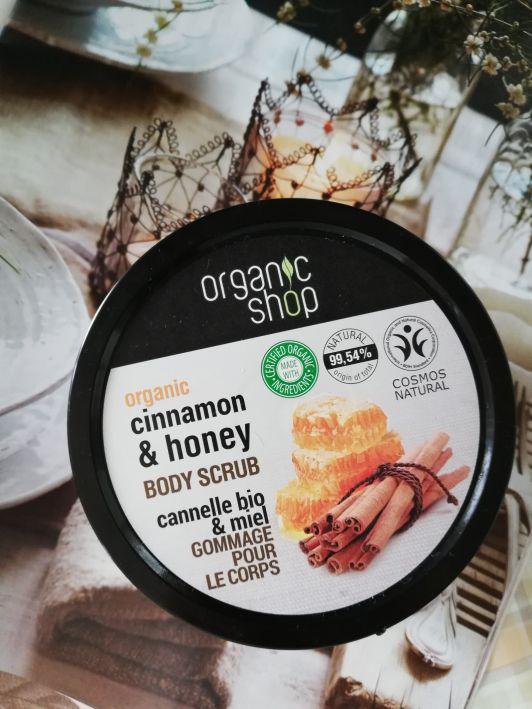 organic
shop
CERTIFIED ORGANIC
MADE
WITH
INGREDIENTS
NATURAL
99,54%
origin of total
COSMOS
NATURAL
organic
cinnamon
& honey
BODY SCRUB
cannelle bio
& miel
GOMMAGE
POUR
LE CORPS